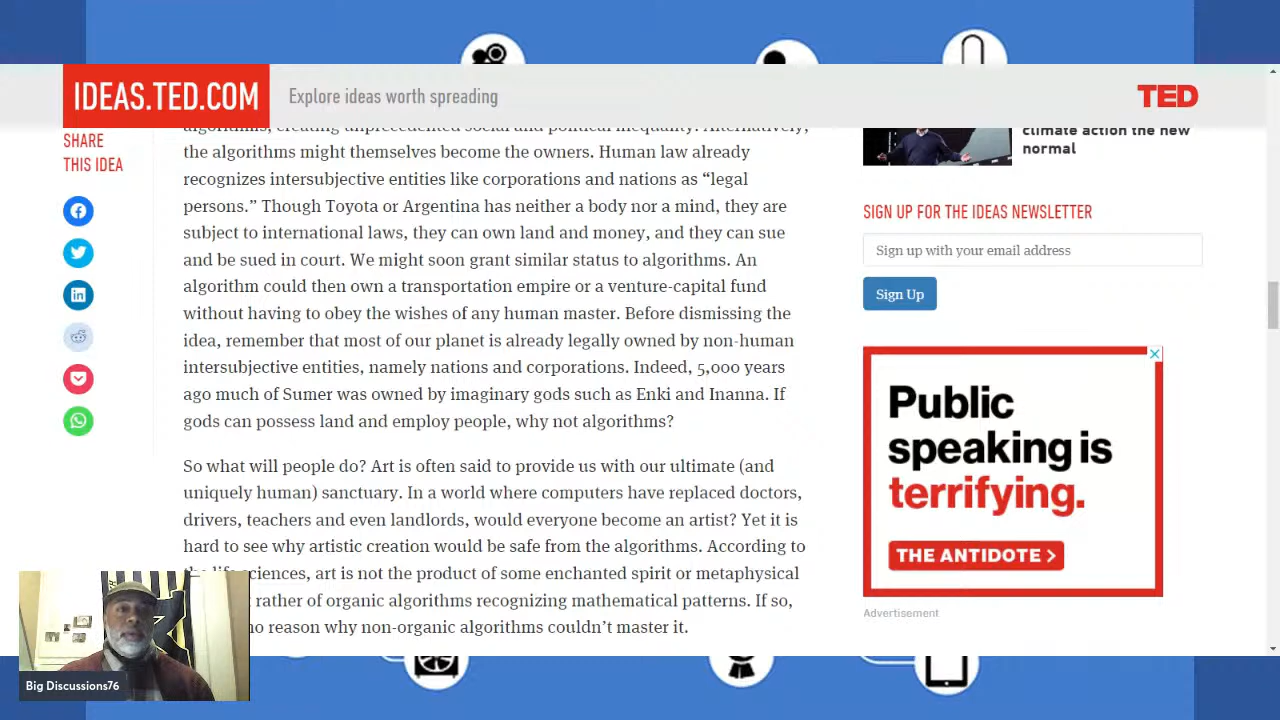 IDEAS.TED.COM
Explore ideas worth spreading
TED
SHARE
THIS IDEA
algorithms, creating unprecedented social and political inequality. Alternatively,
the algorithms might themselves become the owners. Human law already
recognizes intersubjective entities like corporations and nations as “legal
persons.” Though Toyota or Argentina has neither a body nor a mind, they are
subject to international laws, they can own land and money, and they can sue
and be sued in court. We might soon grant similar status to algorithms. An
algorithm could then own a transportation empire or a venture-capital fund
without having to obey the wishes of any human master. Before dismissing the
idea, remember that most of our planet is already legally owned by non-human
intersubjective entities, namely nations and corporations. Indeed, 5,000 years
ago much of Sumer was owned by imaginary gods such as Enki and Inanna. If
gods can possess land and employ people, why not algorithms?
So what will people do? Art is often said to provide us with our ultimate (and
uniquely human) sanctuary. In a world where computers have replaced doctors,
drivers, teachers and even landlords, would everyone become an artist? Yet it is
hard to see why artistic creation would be safe from the algorithms. According to
sciences, art is not the product of some enchanted spirit or metaphysical
rather of organic algorithms recognizing mathematical patterns. If so,
no reason why non-organic algorithms couldn’t master it.
climate action the new
normal
SIGN UP FOR THE IDEAS NEWSLETTER
Sign up with your email address
Sign Up
Public
speaking is
terrifying.
THE ANTIDOTE >
Advertisement
Big Discussions76